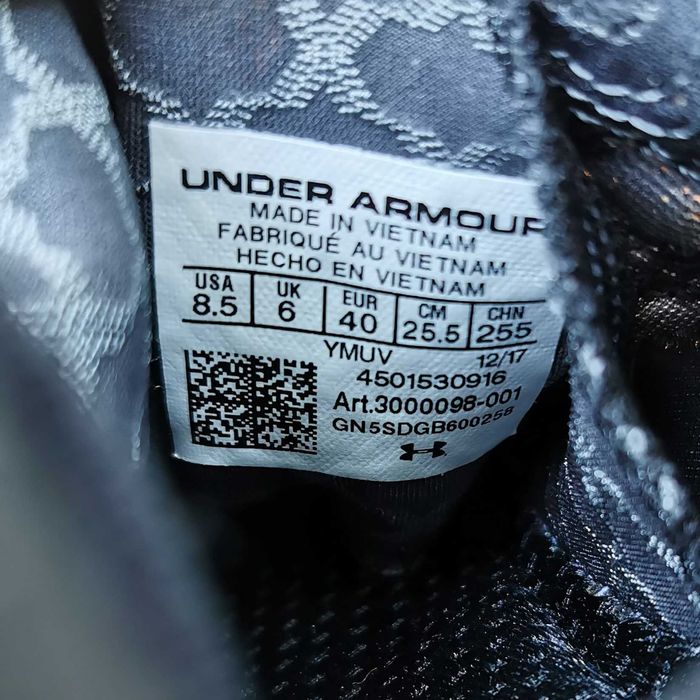 UNDER ARMOUR
MADE IN VIETNAM
FABRIQUÉ AU VIETNAM
HECHO EN VIETNAM
USA UK EUR CM CHN
8.5 6 40 25.5 255
YMUV 12/17
4501530916
Art.3000098-001
GN5SDGB600258